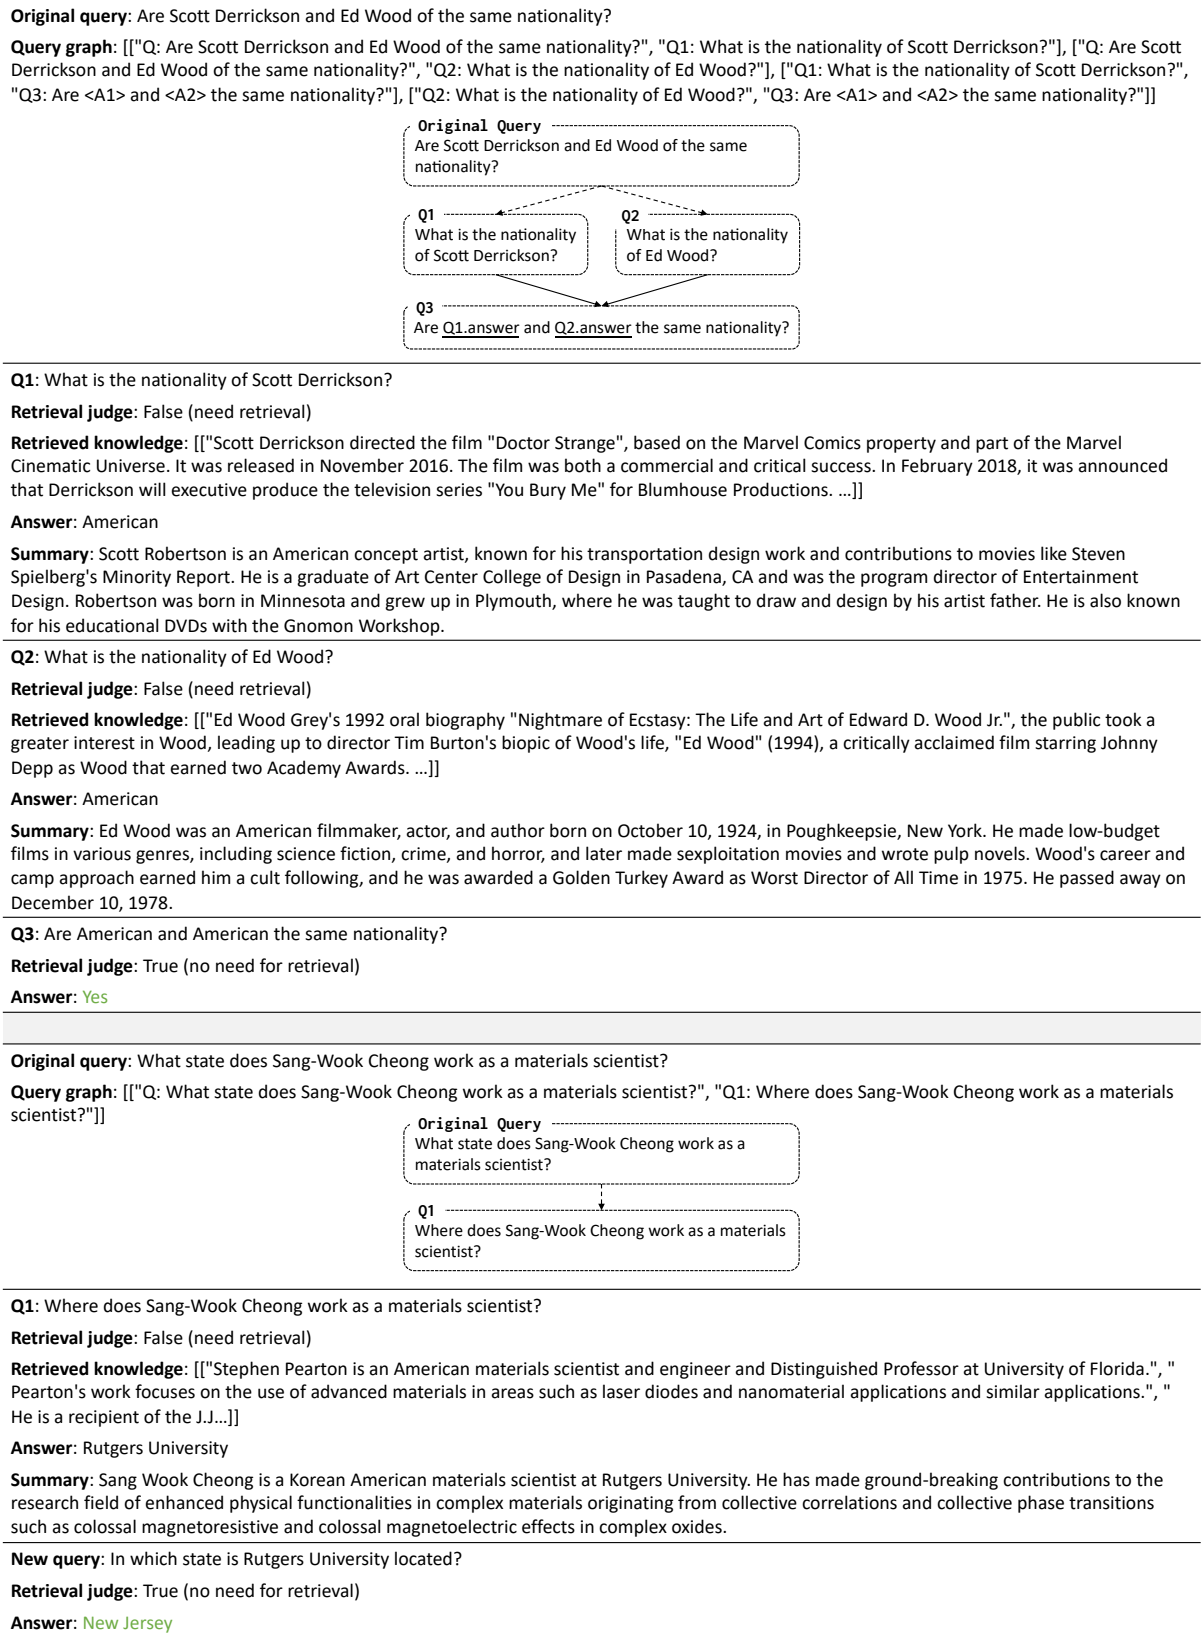 Original query: Are Scott Derrickson and Ed Wood of the same nationality?
Query graph: [["Q: Are Scott Derrickson and Ed Wood of the same nationality?", "Q1: What is the nationality of Scott Derrickson?"], ["Q: Are Scott
Derrickson and Ed Wood of the same nationality?", "Q2: What is the nationality of Ed Wood?"], ["Q1: What is the nationality of Scott Derrickson?",
"Q3: Are <A1> and <A2> the same nationality?"], ["Q2: What is the nationality of Ed Wood?", "Q3: Are <A1> and <A2> the same nationality?"]]
Original Query
Are Scott Derrickson and Ed Wood of the same
nationality?
Q1
What is the nationality
of Scott Derrickson?
Q2
What is the nationality
of Ed Wood?
Q3
Are Q1.answer and Q2.answer the same nationality?
Q1: What is the nationality of Scott Derrickson?
Retrieval judge: False (need retrieval)
Retrieved knowledge: [["Scott Derrickson directed the film "Doctor Strange", based on the Marvel Comics property and part of the Marvel
Cinematic Universe. It was released in November 2016. The film was both a commercial and critical success. In February 2018, it was announced
that Derrickson will executive produce the television series "You Bury Me" for Blumhouse Productions. ...]]
Answer: American
Summary: Scott Robertson is an American concept artist, known for his transportation design work and contributions to movies like Steven
Spielberg's Minority Report. He is a graduate of Art Center College of Design in Pasadena, CA and was the program director of Entertainment
Design. Robertson was born in Minnesota and grew up in Plymouth, where he was taught to draw and design by his artist father. He is also known
for his educational DVDs with the Gnomon Workshop.
Q2: What is the nationality of Ed Wood?
Retrieval judge: False (need retrieval)
Retrieved knowledge: [["Ed Wood Grey's 1992 oral biography "Nightmare of Ecstasy: The Life and Art of Edward D. Wood Jr.", the public took a
greater interest in Wood, leading up to director Tim Burton's biopic of Wood's life, "Ed Wood" (1994), a critically acclaimed film starring Johnny
Depp as Wood that earned two Academy Awards. ...]]
Answer: American
Summary: Ed Wood was an American filmmaker, actor, and author born on October 10, 1924, in Poughkeepsie, New York. He made low-budget
films in various genres, including science fiction, crime, and horror, and later made sexploitation movies and wrote pulp novels. Wood's career and
camp approach earned him a cult following, and he was awarded a Golden Turkey Award as Worst Director of All Time in 1975. He passed away on
December 10, 1978.
Q3: Are American and American the same nationality?
Retrieval judge: True (no need for retrieval)
Answer: Yes
Original query: What state does Sang-Wook Cheong work as a materials scientist?
Query graph: [["Q: What state does Sang-Wook Cheong work as a materials scientist?", "Q1: Where does Sang-Wook Cheong work as a materials
scientist?"]]
Original Query
What state does Sang-Wook Cheong work as a
materials scientist?
Q1
Where does Sang-Wook Cheong work as a materials
scientist?
Q1: Where does Sang-Wook Cheong work as a materials scientist?
Retrieval judge: False (need retrieval)
Retrieved knowledge: [["Stephen Pearton is an American materials scientist and engineer and Distinguished Professor at University of Florida.", "
Pearton's work focuses on the use of advanced materials in areas such as laser diodes and nanomaterial applications and similar applications.", "
He is a recipient of the J.J...]]
Answer: Rutgers University
Summary: Sang Wook Cheong is a Korean American materials scientist at Rutgers University. He has made ground-breaking contributions to the
research field of enhanced physical functionalities in complex materials originating from collective correlations and collective phase transitions
such as colossal magnetoresistive and colossal magnetoelectric effects in complex oxides.
New query: In which state is Rutgers University located?
Retrieval judge: True (no need for retrieval)
Answer: New Jersey